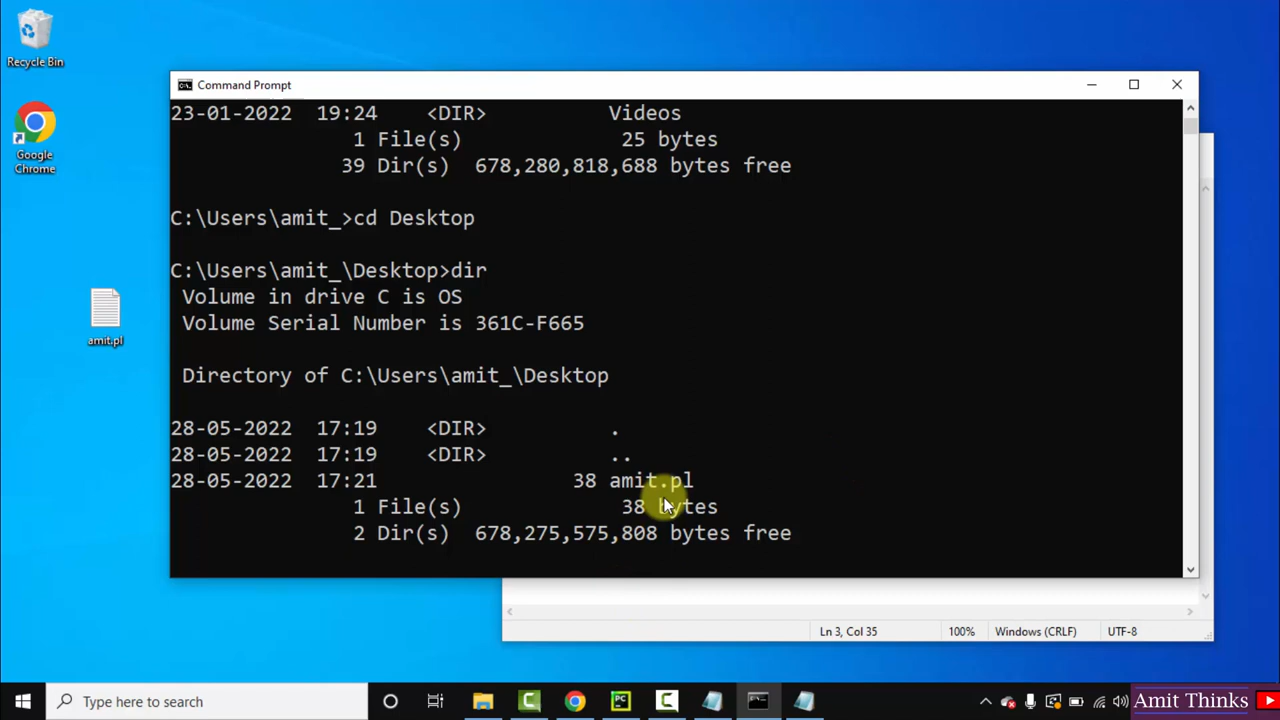 Recycle Bin
Google
Chrome
amit.pl
Command Prompt
23-01-2022  19:24    <DIR>          Videos
1 File(s)             25 bytes
39 Dir(s)  678,280,818,688 bytes free
C:\Users\amit_>cd Desktop
C:\Users\amit_\Desktop>dir
Volume in drive C is OS
Volume Serial Number is 361C-F665
Directory of C:\Users\amit_\Desktop
28-05-2022  17:19    <DIR>          .
28-05-2022  17:19    <DIR>          ..
28-05-2022  17:21                38 amit.pl
1 File(s)             38 bytes
2 Dir(s)  678,275,575,808 bytes free
Ln 3, Col 35    100%    Windows (CRLF)    UTF-8
Type here to search
Amit Thinks